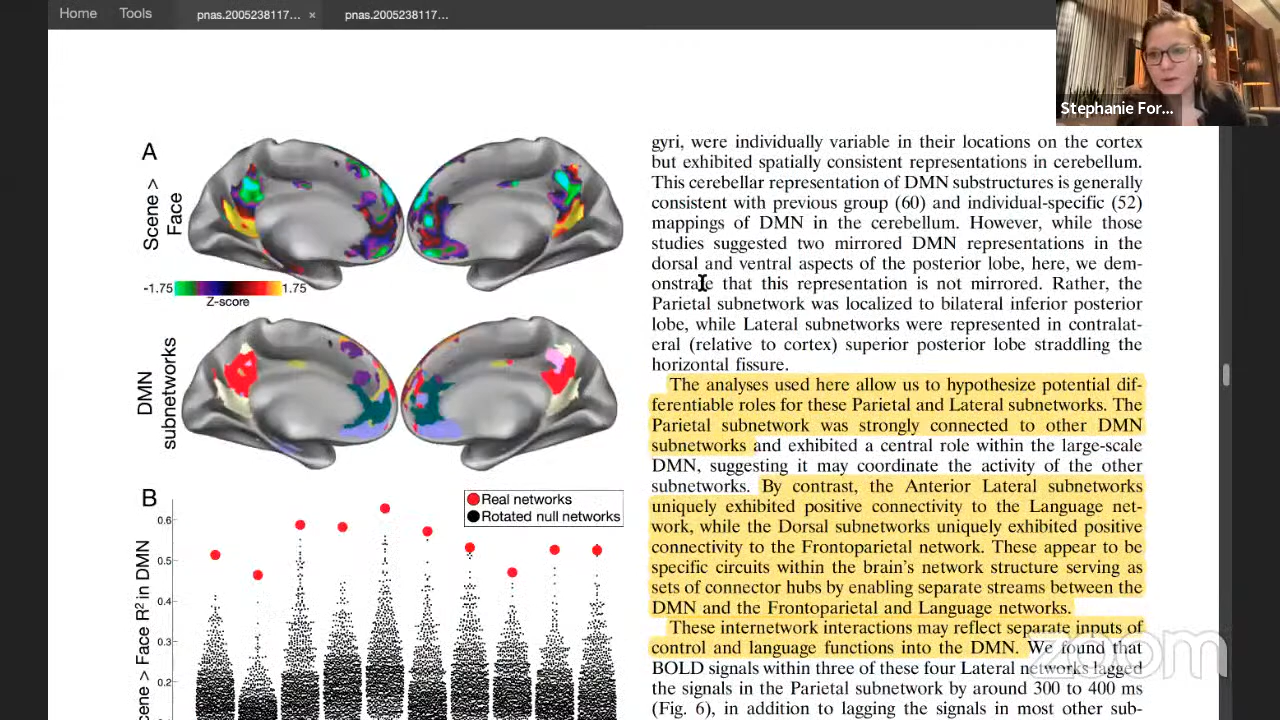 Home
Tools
pnas.2005238117...
×
pnas.2005238117...
Stephanie For...
A
Scene >
Face
-1.75
1.75
Z-score
DMN
subnetworks
B
Real networks
Rotated null networks
0.6
0.5
0.4
0.3
0.2
cene > Face R² in DMN
gyri, were individually variable in their locations on the cortex
but exhibited spatially consistent representations in cerebellum.
This cerebellar representation of DMN substructures is generally
consistent with previous group (60) and individual-specific (52)
mappings of DMN in the cerebellum. However, while those
studies suggested two mirrored DMN representations in the
dorsal and ventral aspects of the posterior lobe, here, we dem-
onstrate that this representation is not mirrored. Rather, the
Parietal subnetwork was localized to bilateral inferior posterior
lobe, while Lateral subnetworks were represented in contralat-
eral (relative to cortex) superior posterior lobe straddling the
horizontal fissure.
The analyses used here allow us to hypothesize potential dif-
ferentiable roles for these Parietal and Lateral subnetworks. The
Parietal subnetwork was strongly connected to other DMN
subnetworks and exhibited a central role within the large-scale
DMN, suggesting it may coordinate the activity of the other
subnetworks. By contrast, the Anterior Lateral subnetworks
uniquely exhibited positive connectivity to the Language net-
work, while the Dorsal subnetworks uniquely exhibited positive
connectivity to the Frontoparietal network. These appear to be
specific circuits within the brain's network structure serving as
sets of connector hubs by enabling separate streams between the
DMN and the Frontoparietal and Language networks.
These internetwork interactions may reflect separate inputs of
control and language functions into the DMN. We found that
BOLD signals within three of these four Lateral networks lagged
the signals in the Parietal subnetwork by around 300 to 400 ms
(Fig. 6), in addition to lagging the signals in most other sub-
zoom